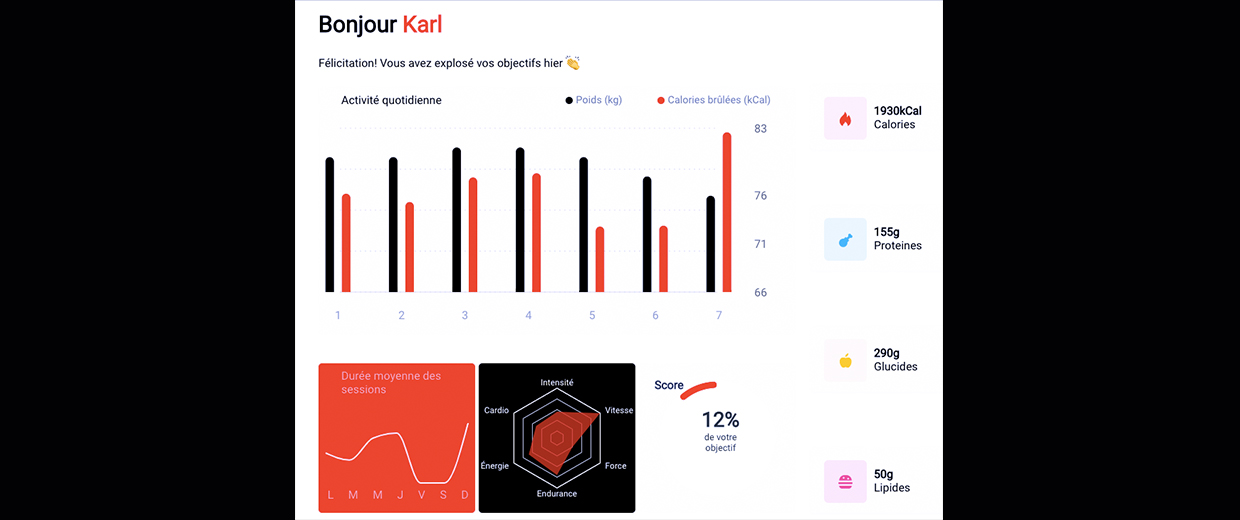 Bonjour Karl
Félicitation! Vous avez explosé vos objectifs hier 👏
Activité quotidienne
Poids (kg)
Calories brûlées (kCal)
83
76
71
66
1 2 3 4 5 6 7
1930kCal
Calories
155g
Proteines
290g
Glucides
50g
Lipides
Durée moyenne des
sessions
L M M J V S D
Intensité
Vitesse
Force
Endurance
Énergie
Cardio
Score
12%
de votre
objectif